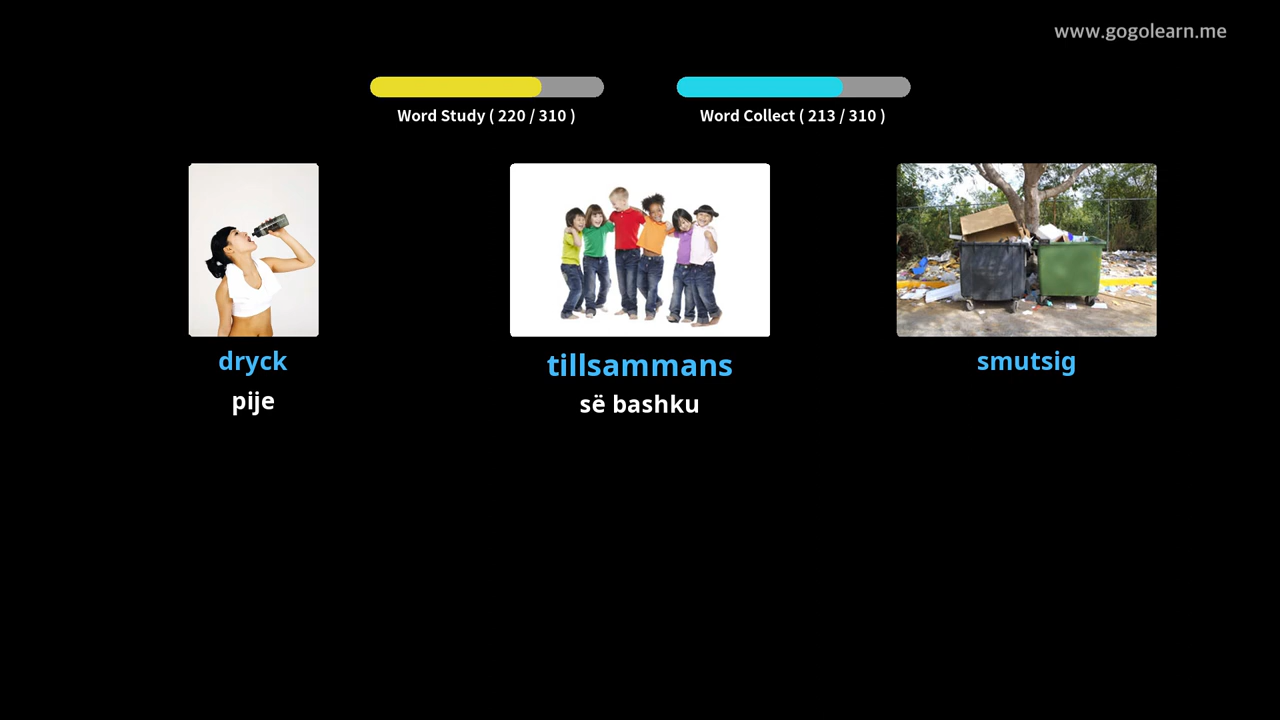 www.gogolearn.me
Word Study ( 220 / 310 )
Word Collect ( 213 / 310 )
dryck
pije
tillsammans
së bashku
smutsig